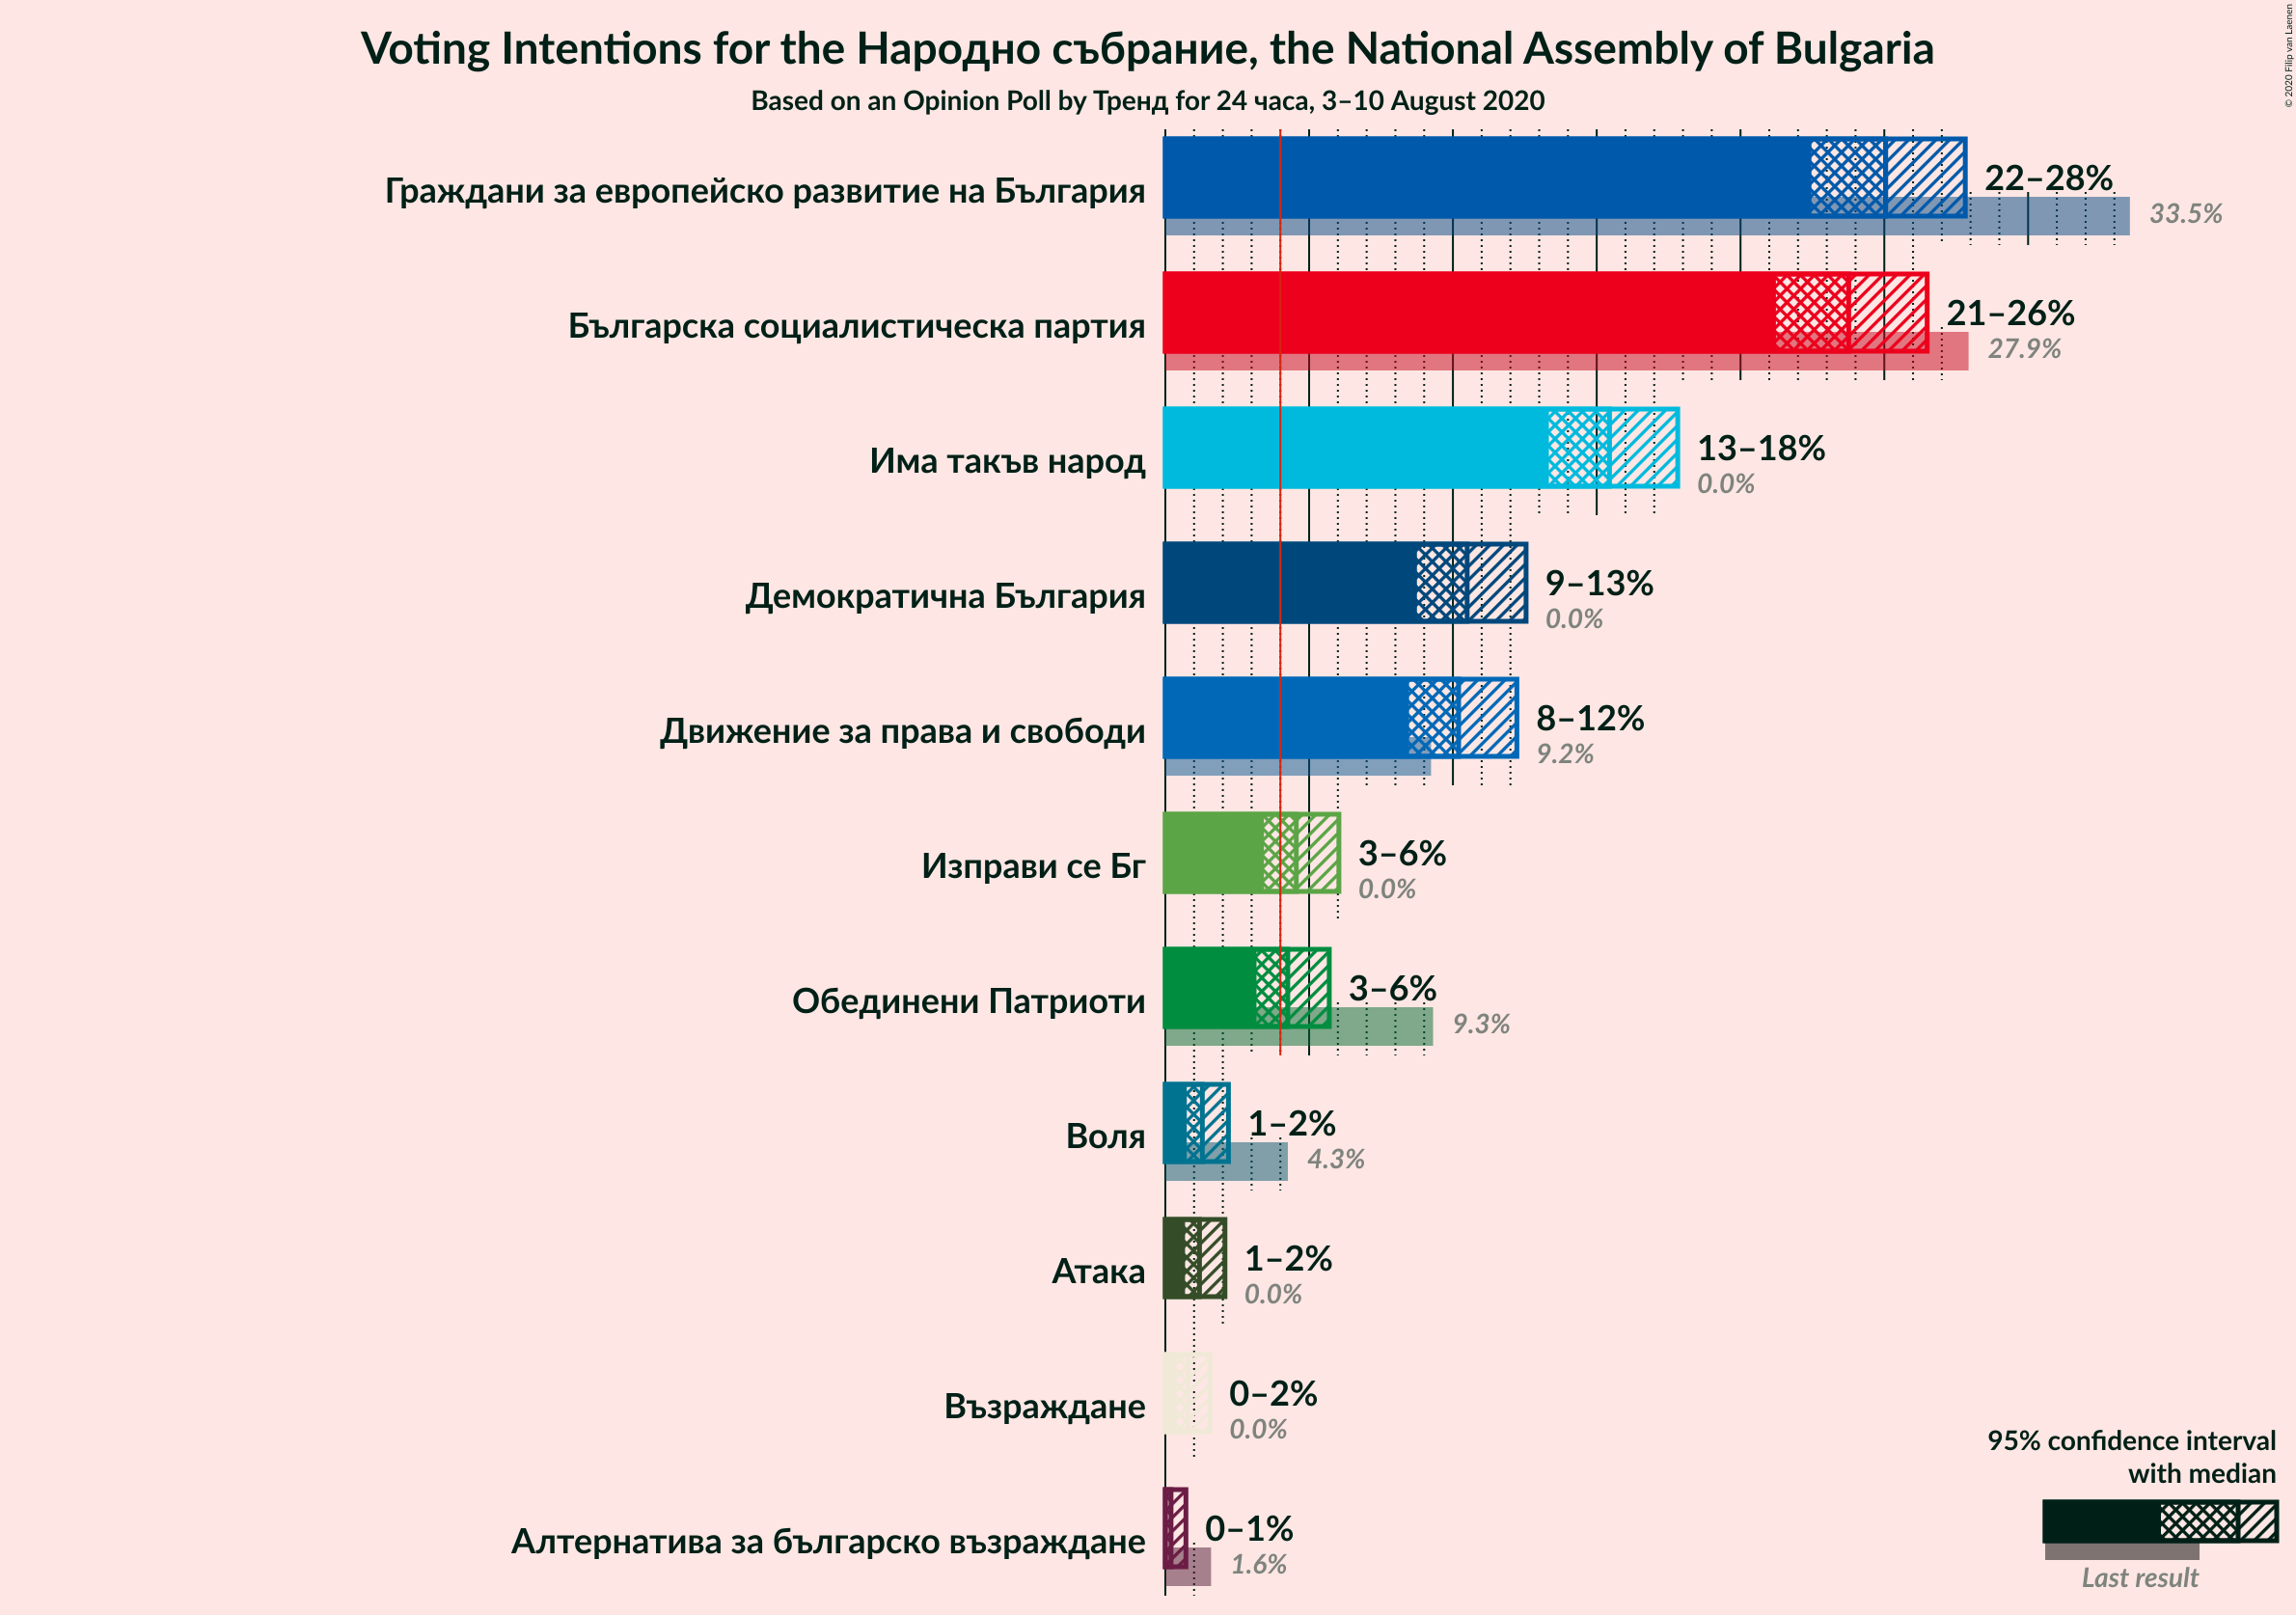 Voting Intentions for the Народно събрание, the National Assembly of Bulgaria
Based on an Opinion Poll by Тренд for 24 часа, 3–10 August 2020
© 2020 Filip van Laenen
Граждани за европейско развитие на България
22–28%
33.5%
Българска социалистическа партия
21–26%
27.9%
Има такъв народ
13–18%
0.0%
Демократична България
9–13%
0.0%
Движение за права и свободи
8–12%
9.2%
Изправи се Бг
3–6%
0.0%
Обединени Патриоти
3–6%
9.3%
Воля
1–2%
4.3%
Атака
1–2%
0.0%
Възраждане
0–2%
0.0%
Алтернатива за българско възраждане
0–1%
1.6%
95% confidence interval
with median
Last result